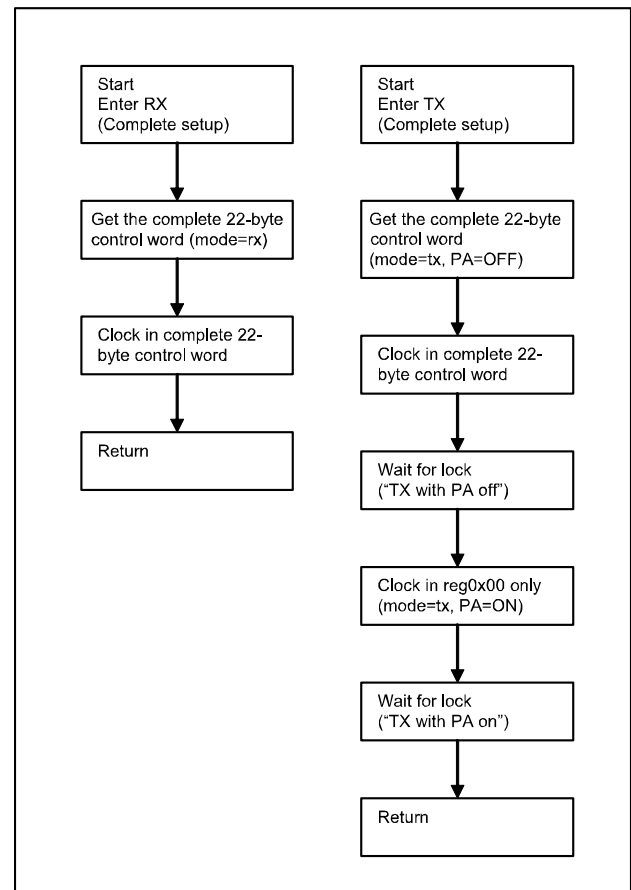 Start
Enter RX
(Complete setup)
Get the complete 22-byte
control word (mode=rx)
Clock in complete 22-
byte control word
Return
Start
Enter TX
(Complete setup)
Get the complete 22-byte
control word
(mode=tx, PA=OFF)
Clock in complete 22-
byte control word
Wait for lock
(“TX with PA off”)
Clock in reg0x00 only
(mode=tx, PA=ON)
Wait for lock
(“TX with PA on”)
Return